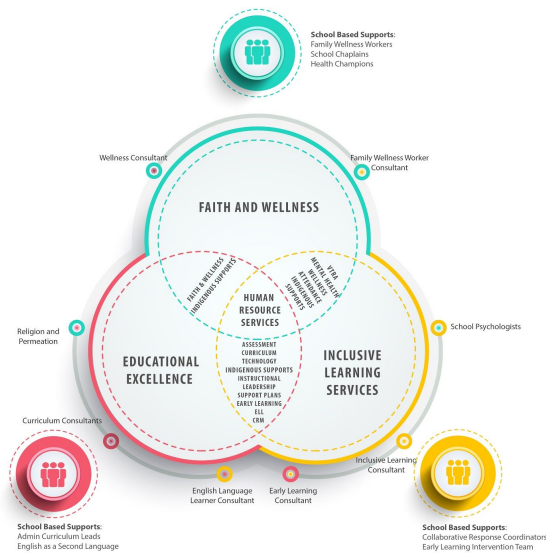 School Based Supports:
Family Wellness Workers
School Chaplains
Health Champions
Wellness Consultant
Family Wellness Worker
Consultant
FAITH AND WELLNESS
FAITH & WELLNESS
INDIGENOUS SUPPORTS
VTRA
MENTAL HEALTH
WELLNESS
ATTENDANCE
INDIGENOUS
SUPPORTS
HUMAN
RESOURCE
SERVICES
Religion and
Permeation
School Psychologists
EDUCATIONAL
EXCELLENCE
ASSESSMENT
CURRICULUM
TECHNOLOGY
INDIGENOUS SUPPORTS
INSTRUCTIONAL
LEADERSHIP
SUPPORT PLANS
EARLY LEARNING
ELL
CRM
INCLUSIVE
LEARNING
SERVICES
Curriculum Consultants
Inclusive Learning
Consultant
English Language
Learner Consultant
Early Learning
Consultant
School Based Supports:
Admin Curriculum Leads
English as a Second Language
School Based Supports:
Collaborative Response Coordinators
Early Learning Intervention Team